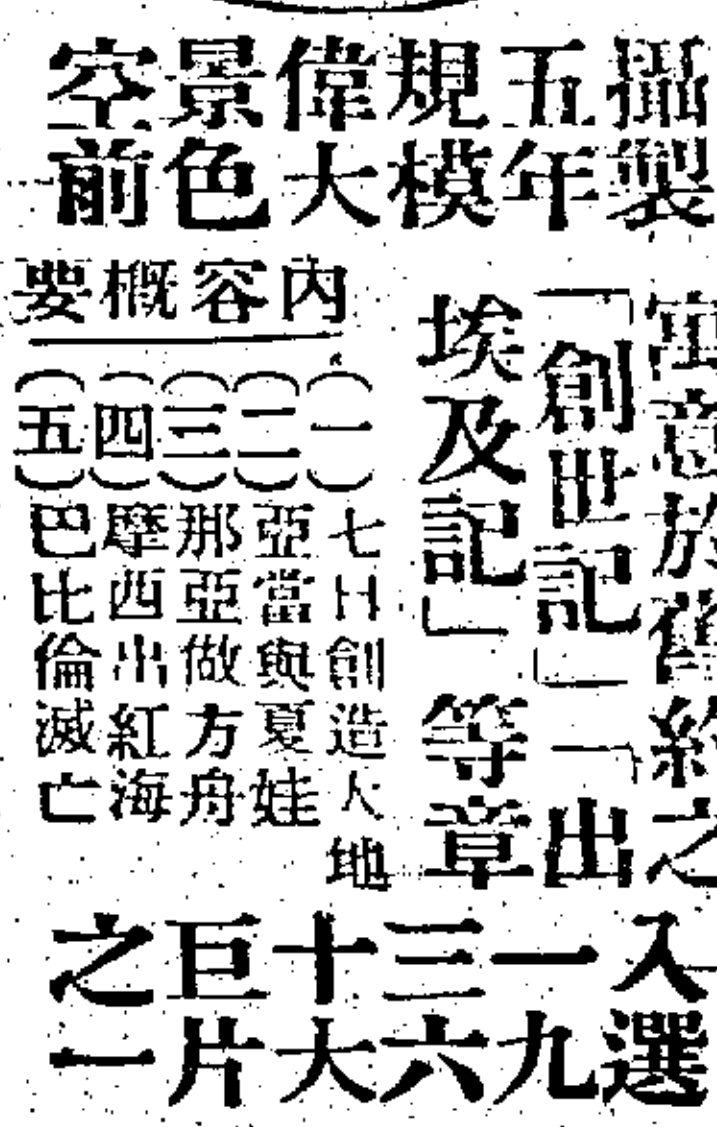 攝製
五年
規模
偉大
景色
空前
寓意於舊約之
「創世記」「出
埃及記」等章
內容概要
(一)七日創造天地
(二)亞當與夏娃
(三)那亞做方舟
(四)摩西出紅海
(五)巴比倫滅亡
入選
一九
三六
十大
巨片
之一